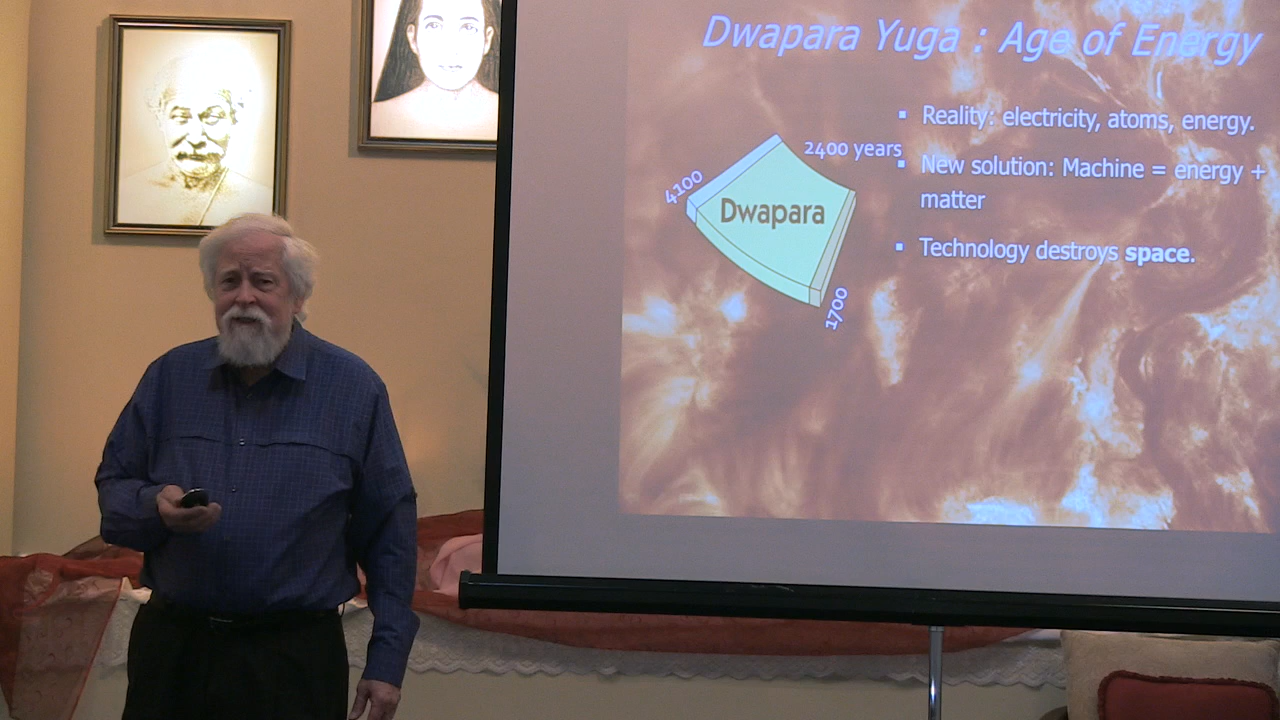 Dwapara Yuga : Age of Energy
▪ Reality: electricity, atoms, energy.
2400 years
▪ New solution: Machine = energy +
matter
4100
Dwapara
▪ Technology destroys space.
1700